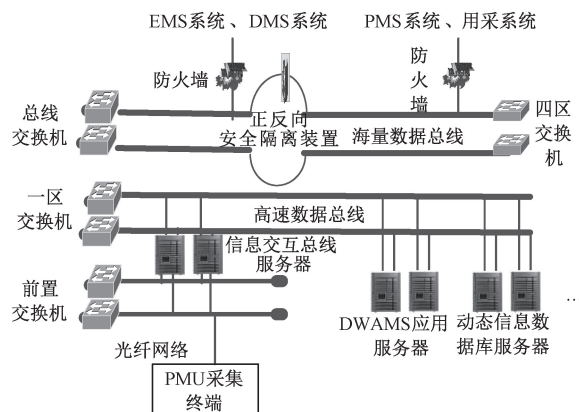 EMS系统、DMS系统
PMS系统、用采系统
防火墙
防
火
墙
总线
交换机
正反向
安全隔离装置
海量数据总线
四区
交换
机
一区
交换机
高速数据总线
信息交互总线
服务器
前置
交换机
DWAMS应用
服务器
动态信息数
据库服务器
..
光纤网络
PMU采集
终端